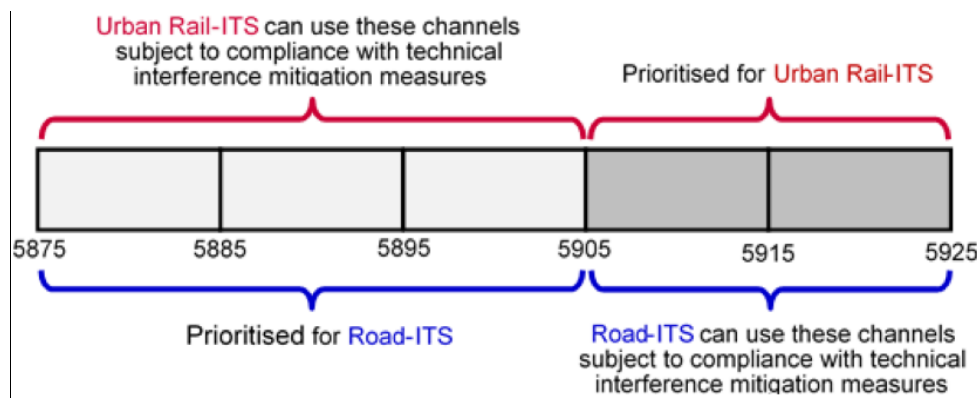 Urban Rail-ITS can use these channels
subject to compliance with technical
interference mitigation measures
Prioritised for Urban Rail-ITS
5875
5885
5895
5905
5915
5925
Prioritised for Road-ITS
Road-ITS can use these channels
subject to compliance with technical
interference mitigation measures